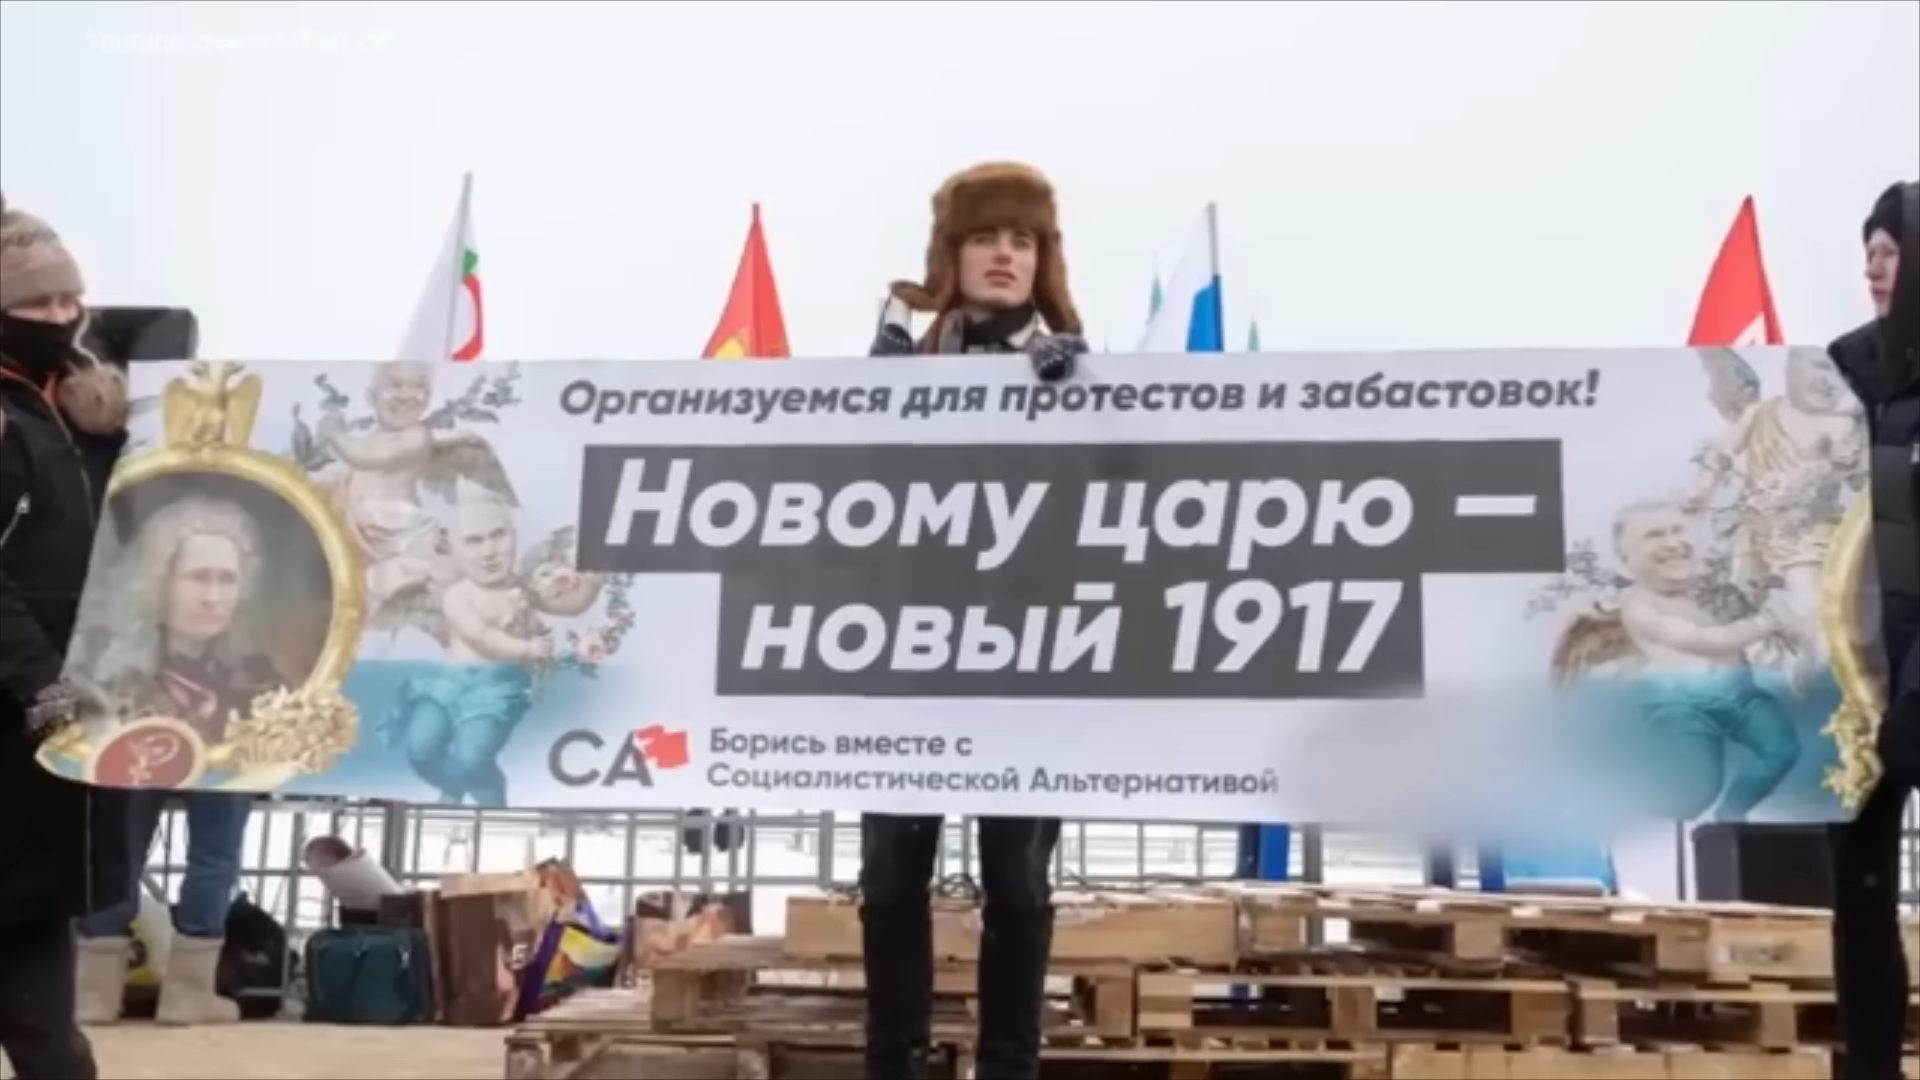 Организуемся для протестов и забастовок!
Новому царю –
новый 1917
СА
Борись вместе с
Социалистической Альтернативой